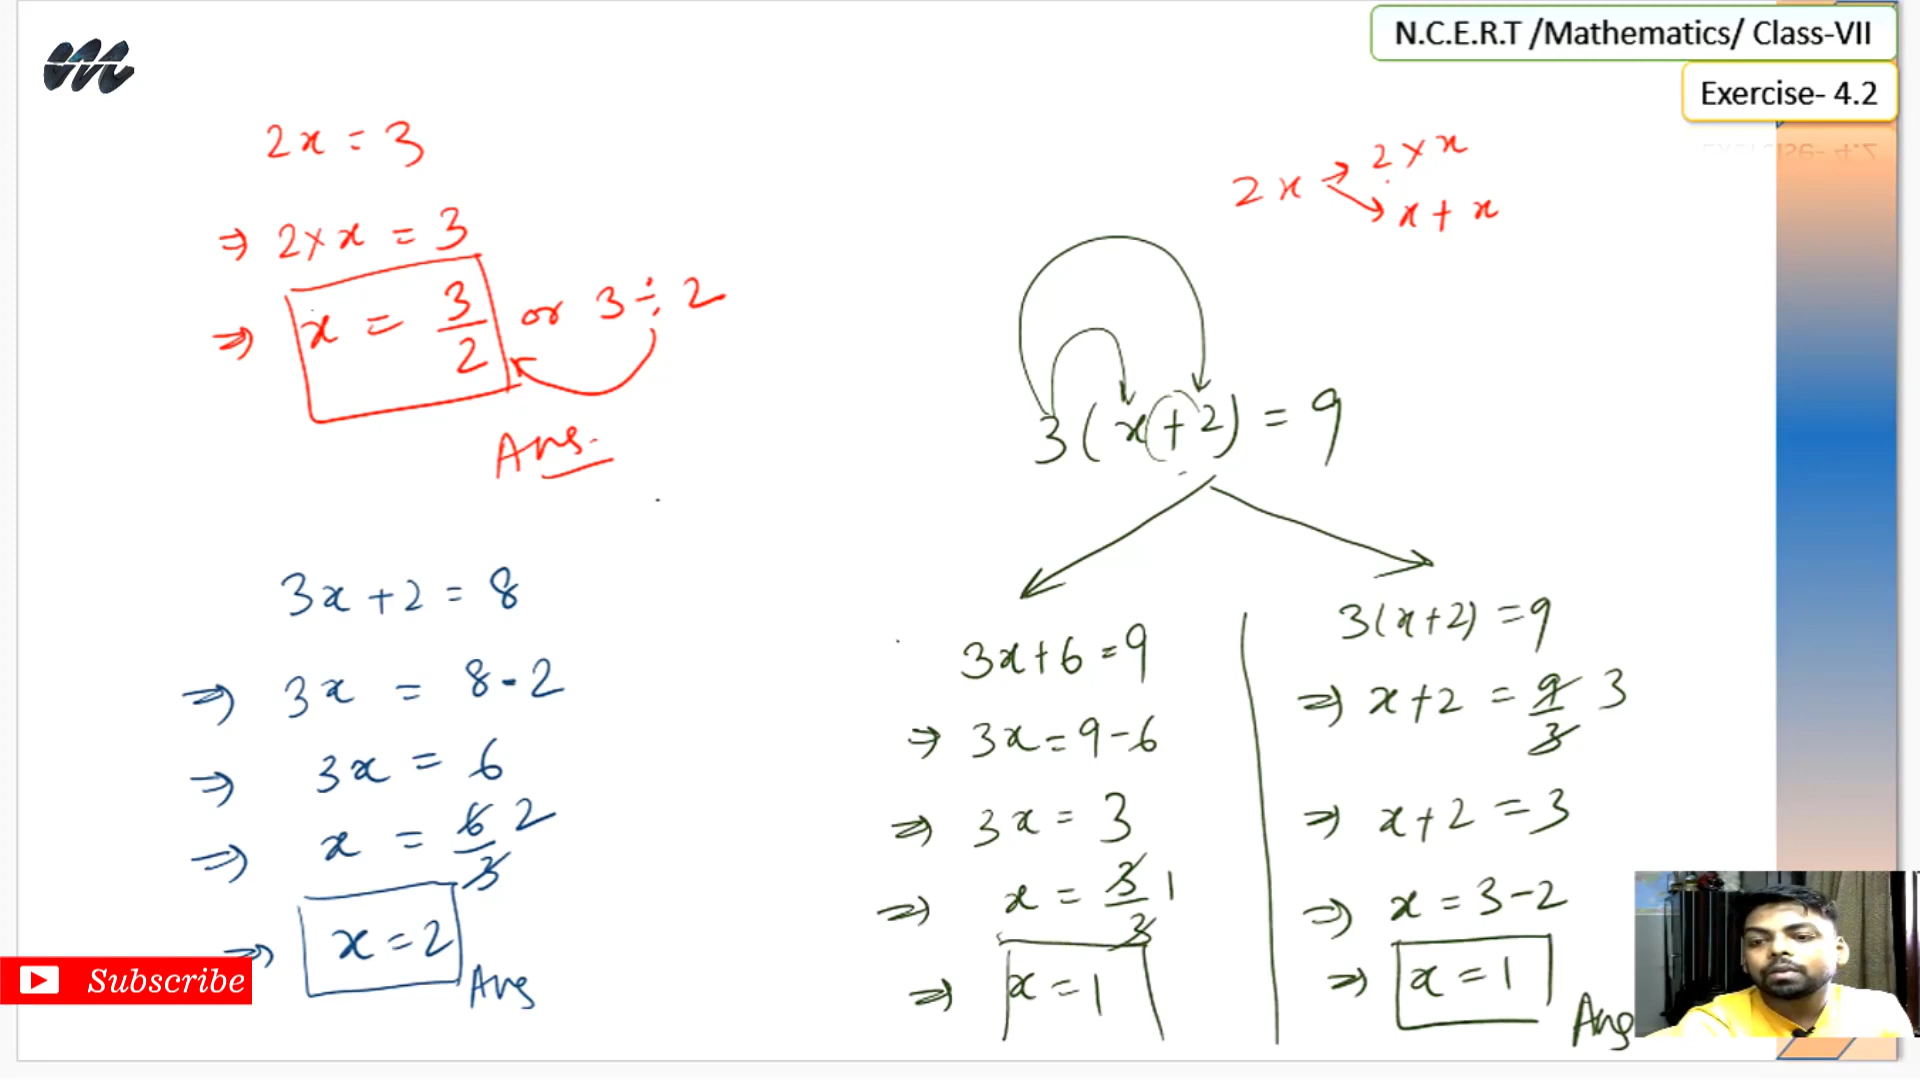 N.C.E.R.T /Mathematics/ Class-VII
Exercise- 4.2
2x = 3
⇒ 2×x = 3
⇒ x = 3/2 or 3÷2
Ans.
2x → 2×x
→ x + x
3(x+2) = 9
3x+2 = 8
⇒ 3x = 8-2
⇒ 3x = 6
⇒ x = 6/3 2
⇒ x = 2
Ans
3x+6 = 9
⇒ 3x = 9-6
⇒ 3x = 3
⇒ x = 3/3 1
⇒ x = 1
3(x+2) = 9
⇒ x+2 = 9/3 3
⇒ x+2 = 3
⇒ x = 3-2
⇒ x = 1
Ans
Subscribe